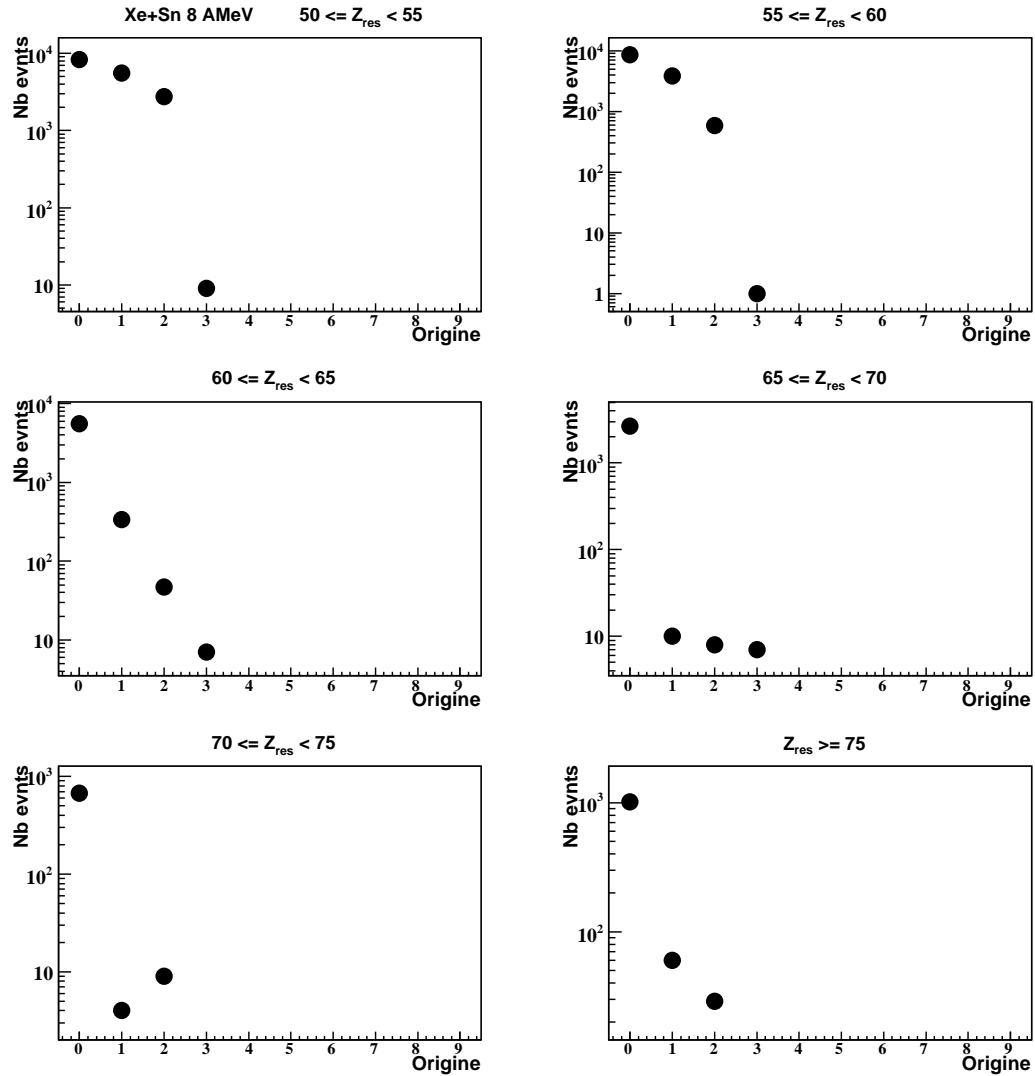 Xe+Sn 8 AMeV 50 <= Z_res < 55
Nb evnts
10^4
10^3
10^2
10
0 1 2 3 4 5 6 7 8 9
Origine
55 <= Z_res < 60
Nb evnts
10^4
10^3
10^2
10
1
0 1 2 3 4 5 6 7 8 9
Origine
60 <= Z_res < 65
Nb evnts
10^4
10^3
10^2
10
0 1 2 3 4 5 6 7 8 9
Origine
65 <= Z_res < 70
Nb evnts
10^3
10^2
10
0 1 2 3 4 5 6 7 8 9
Origine
70 <= Z_res < 75
Nb evnts
10^3
10^2
10
0 1 2 3 4 5 6 7 8 9
Origine
Z_res >= 75
Nb evnts
10^3
10^2
0 1 2 3 4 5 6 7 8 9
Origine